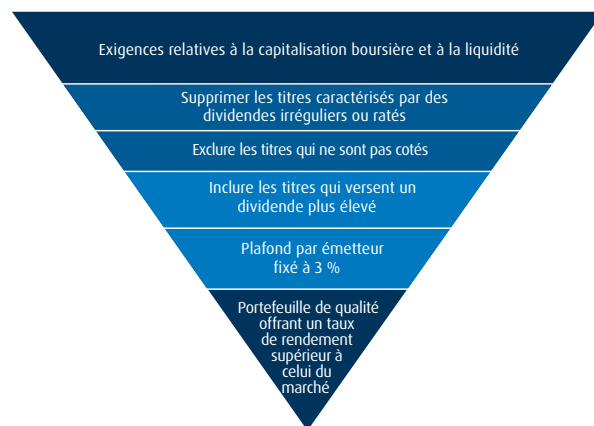 Exigences relatives à la capitalisation boursière et à la liquidité
Supprimer les titres caractérisés par des
dividendes irréguliers ou ratés
Exclure les titres qui ne sont pas cotés
Inclure les titres qui versent un
dividende plus élevé
Plafond par émetteur
fixé à 3 %
Portefeuille de qualité
offrant un taux
de rendement
supérieur à
celui du
marché